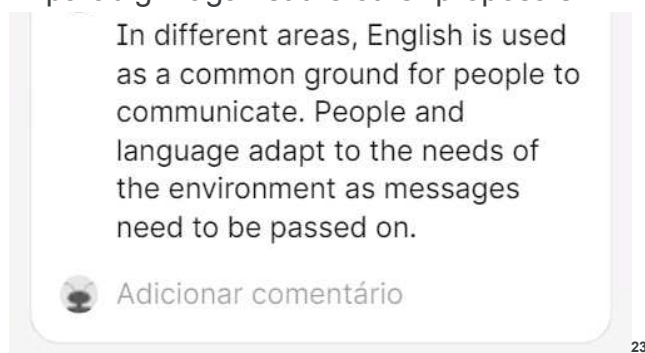 In different areas, English is used
as a common ground for people to
communicate. People and
language adapt to the needs of
the environment as messages
need to be passed on.
Adicionar comentário
23